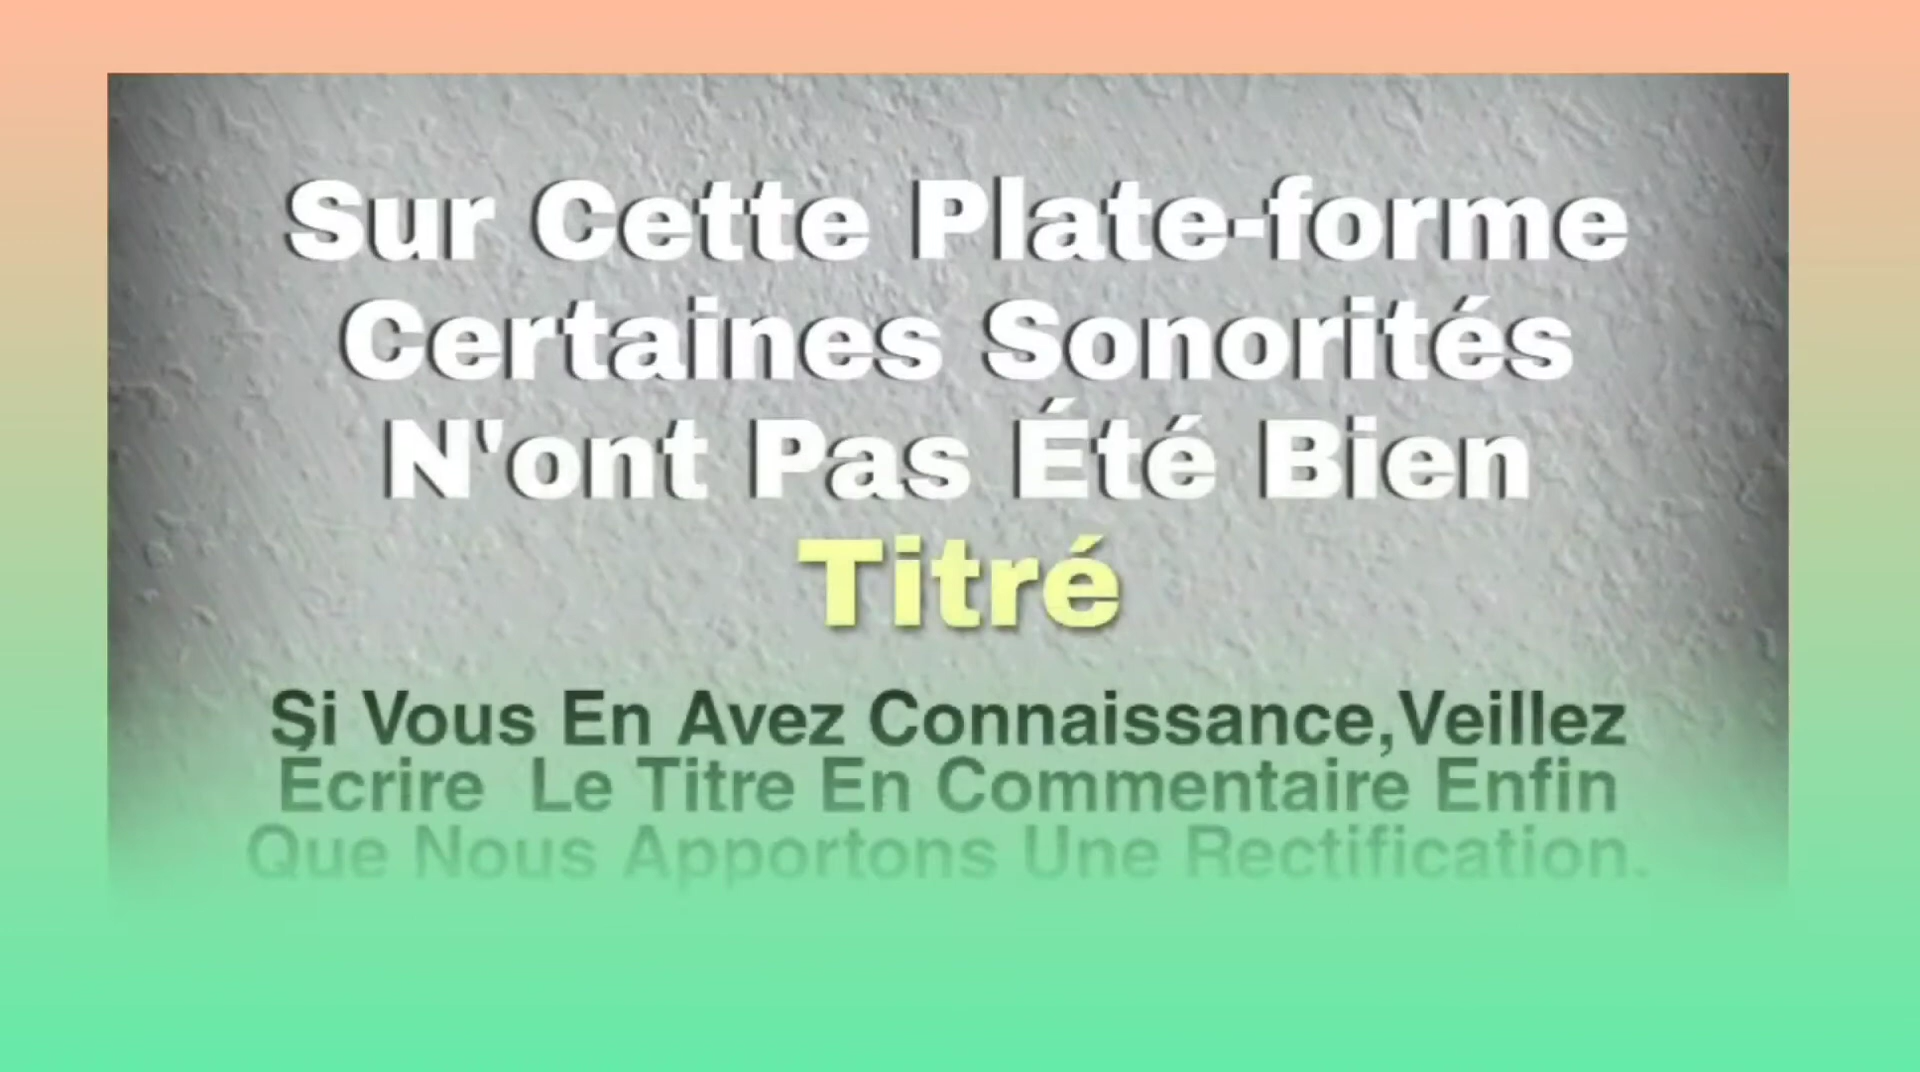 Sur Cette Plate-forme
Certaines Sonorités
N'ont Pas Été Bien
Titré
Si Vous En Avez Connaissance,Veillez
Écrire  Le Titre En Commentaire Enfin
Que Nous Apportons Une Rectification.